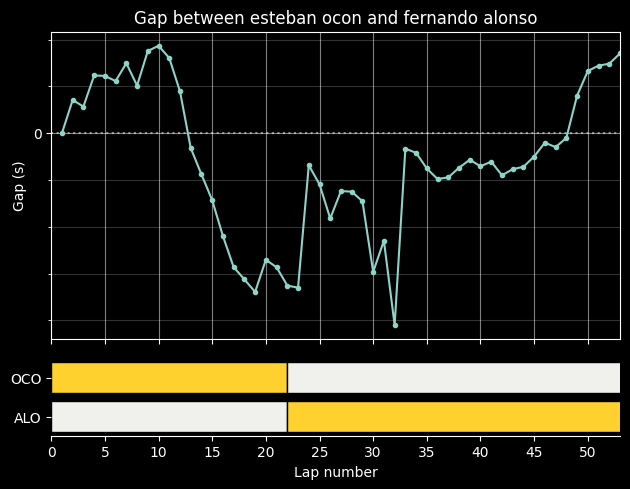 Gap between esteban ocon and fernando alonso
0
Gap (s)
OCO
ALO
0 5 10 15 20 25 30 35 40 45 50
Lap number